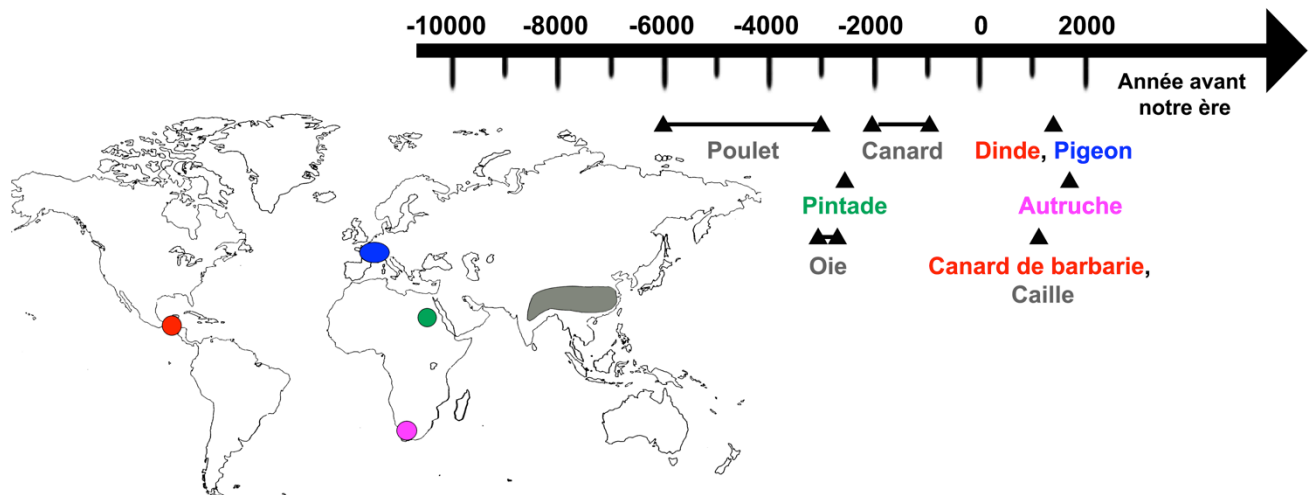 -10000 -8000 -6000 -4000 -2000 0 2000
Année avant
notre ère
Poulet Canard Dinde, Pigeon
Pintade Autruche
Oie Canard de barbarie,
Caille